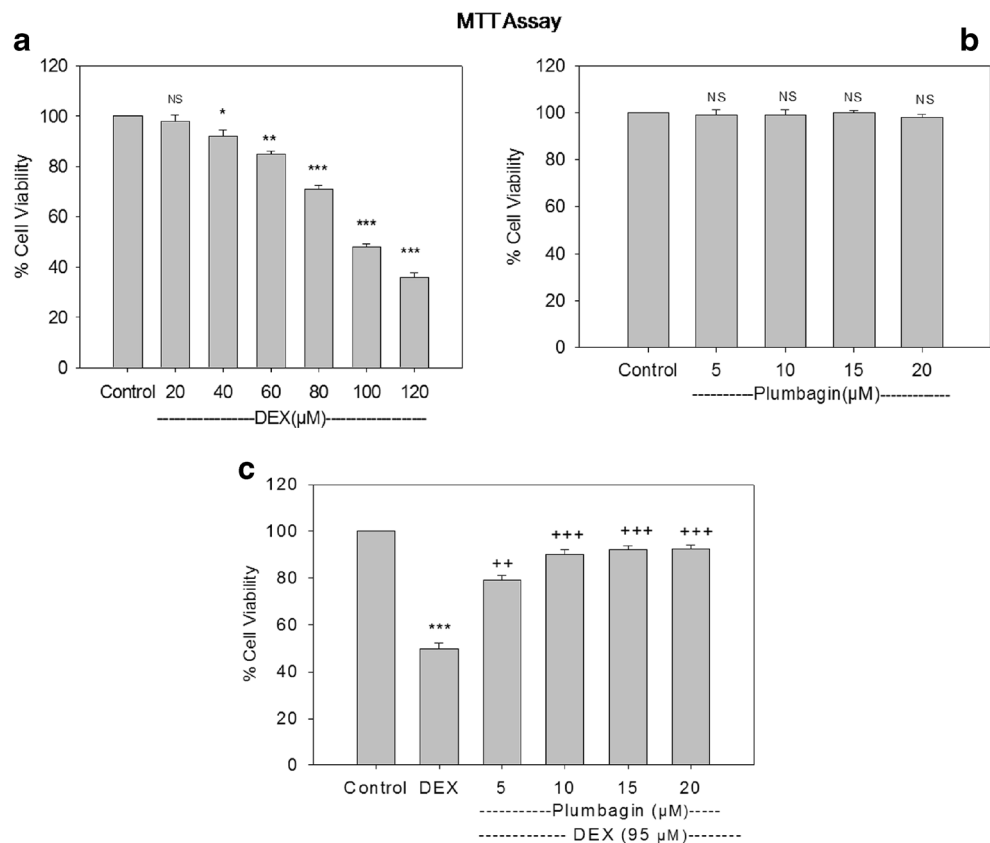 MTT Assay
a
% Cell Viability
120
100
80
60
40
20
0
NS
*
**
***
***
***
Control 20 40 60 80 100 120
--------------------DEX(µM)---------------------
b
% Cell Viability
120
100
80
60
40
20
0
NS NS NS NS
Control 5 10 15 20
-----------Plumbagin(µM)------------
c
% Cell Viability
120
100
80
60
40
20
0
***
++
+++
+++
+++
Control DEX 5 10 15 20
------------Plumbagin (µM)-----
--------------- DEX (95 µM)-------------